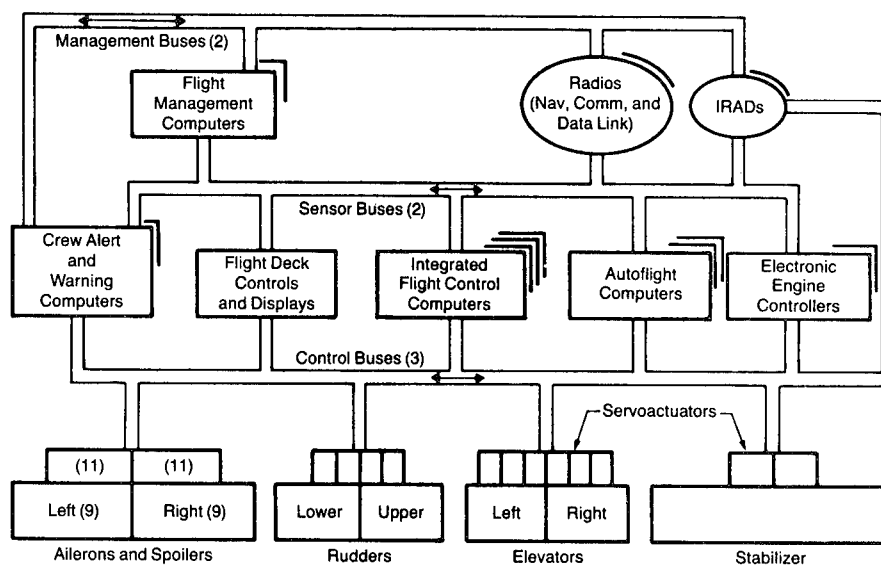 Management Buses (2)
Flight
Management
Computers
Radios
(Nav, Comm, and
Data Link)
IRADs
Sensor Buses (2)
Crew Alert
and
Warning
Computers
Flight Deck
Controls
and Displays
Integrated
Flight Control
Computers
Autoflight
Computers
Electronic
Engine
Controllers
Control Buses (3)
Servoactuators
(11)
(11)
Left (9)
Right (9)
Lower
Upper
Left
Right
Ailerons and Spoilers
Rudders
Elevators
Stabilizer